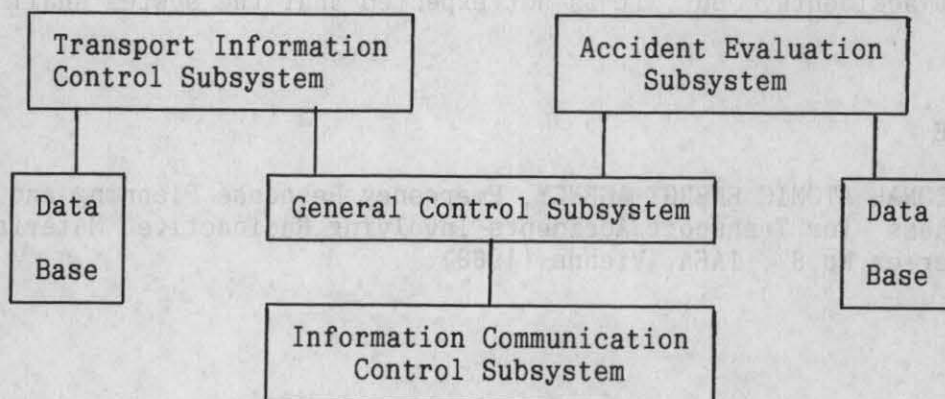 Transport Information
Control Subsystem
Accident Evaluation
Subsystem
Data
Base
General Control Subsystem
Data
Base
Information Communication
Control Subsystem